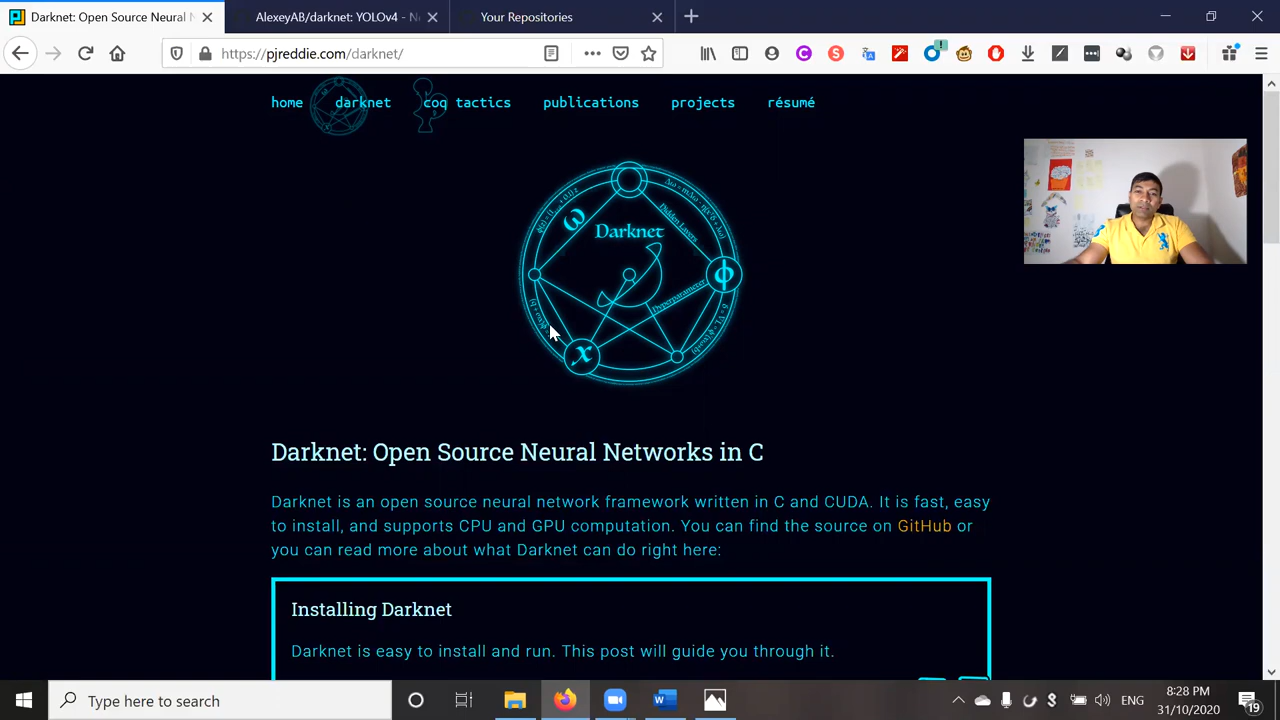 Darknet: Open Source Neural N
AlexeyAB/darknet: YOLOv4 - N
Your Repositories
https://pjreddie.com/darknet/
home darknet coq tactics publications projects résumé
Darknet
Hidden Layers
Hyperparameter
ω
ϕ
x
Darknet: Open Source Neural Networks in C
Darknet is an open source neural network framework written in C and CUDA. It is fast, easy
to install, and supports CPU and GPU computation. You can find the source on GitHub or
you can read more about what Darknet can do right here:
Installing Darknet
Darknet is easy to install and run. This post will guide you through it.
Type here to search
ENG
8:28 PM
31/10/2020
19